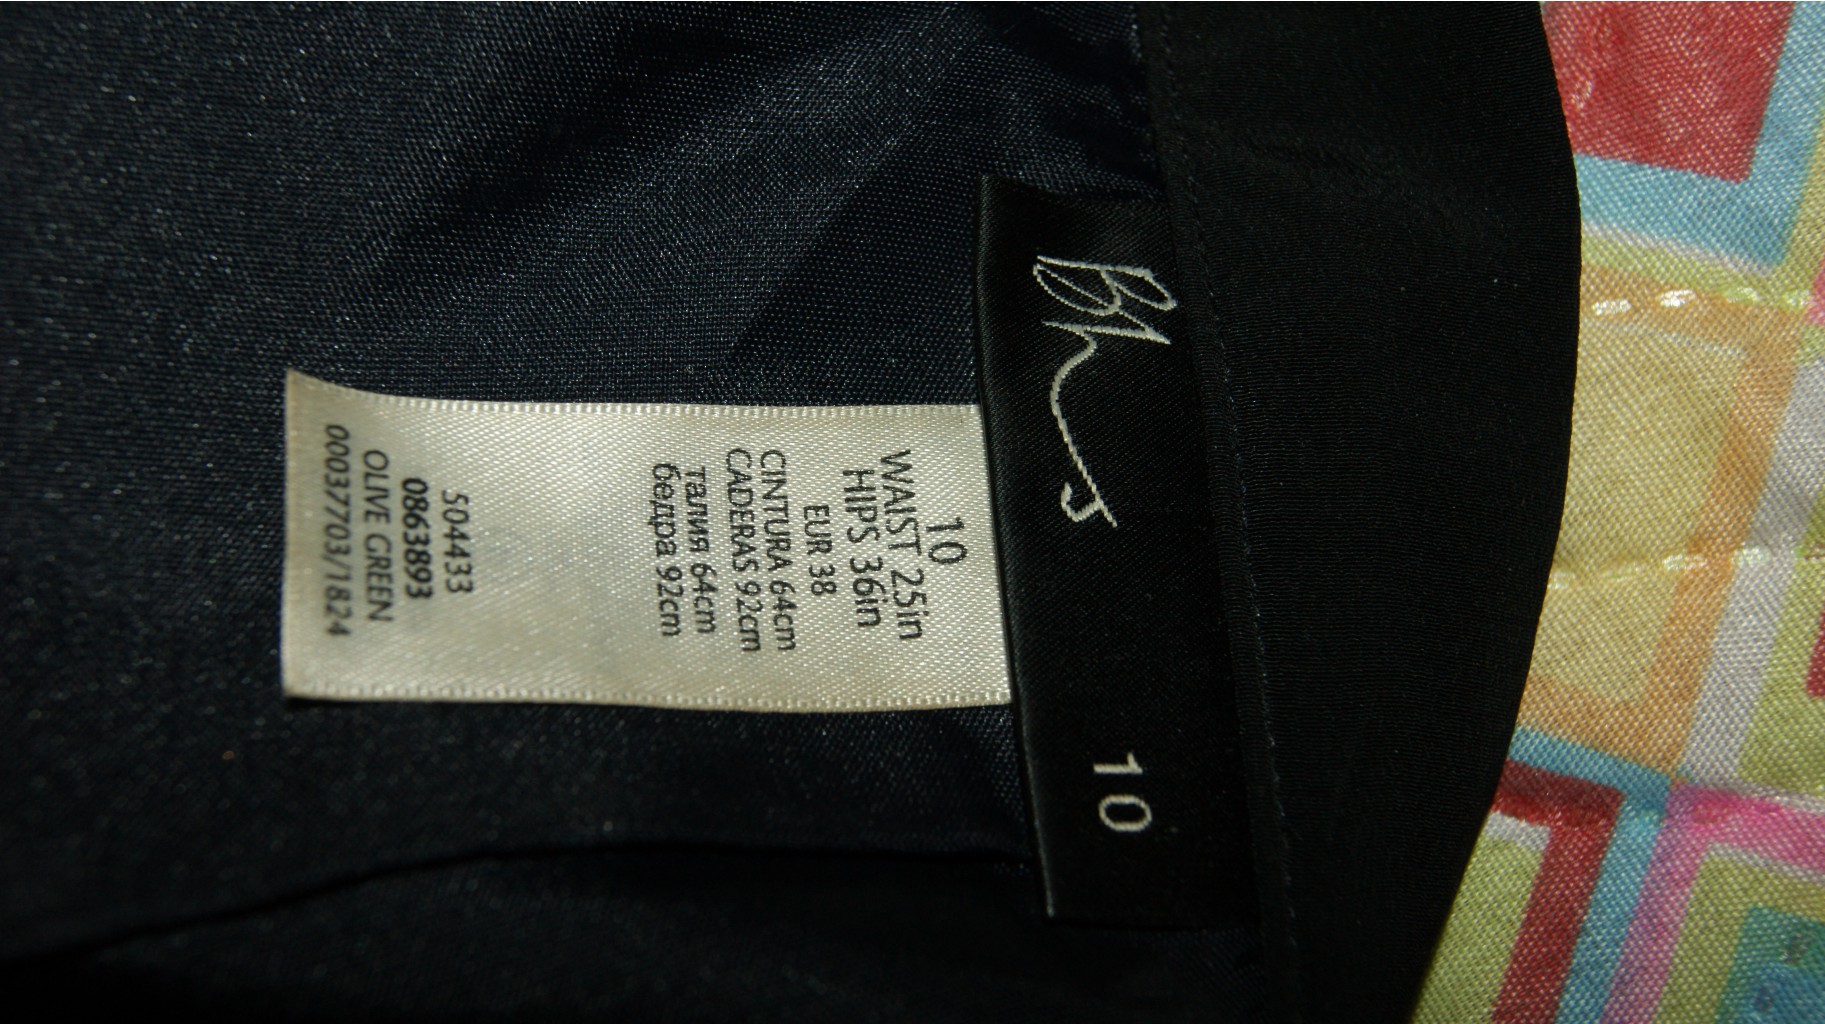 Bhs
10
10
WAIST 25in
HIPS 36in
EUR 38
CINTURA 64cm
CADERAS 92cm
талия 64cm
бедра 92cm
504433
0863893
OLIVE GREEN
00037703/1824